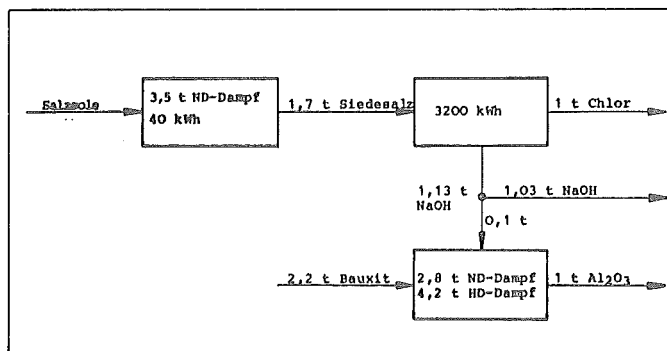 Salzsole
3,5 t ND-Dampf
40 kWh
1,7 t Siedesalz
3200 kWh
1 t Chlor
1,13 t
NaOH
1,03 t NaOH
0,1 t
2,2 t Bauxit
2,8 t ND-Dampf
4,2 t HD-Dampf
1 t Al₂O₃